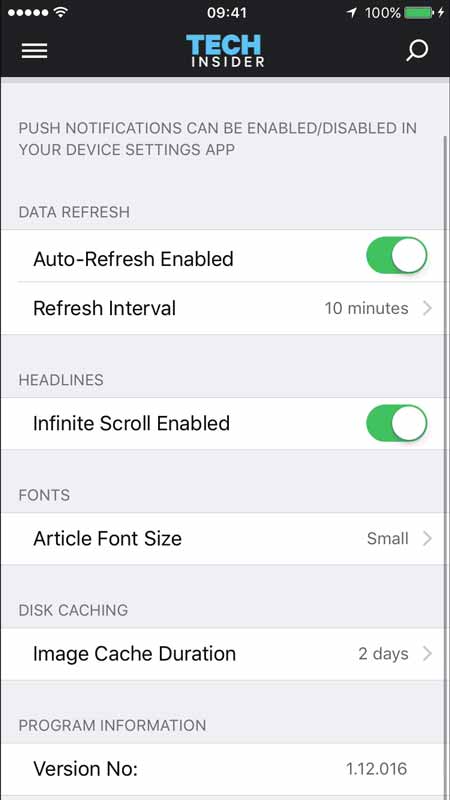 09:41
100%
TECH
INSIDER
PUSH NOTIFICATIONS CAN BE ENABLED/DISABLED IN
YOUR DEVICE SETTINGS APP
DATA REFRESH
Auto-Refresh Enabled
Refresh Interval 10 minutes
HEADLINES
Infinite Scroll Enabled
FONTS
Article Font Size Small
DISK CACHING
Image Cache Duration 2 days
PROGRAM INFORMATION
Version No: 1.12.016